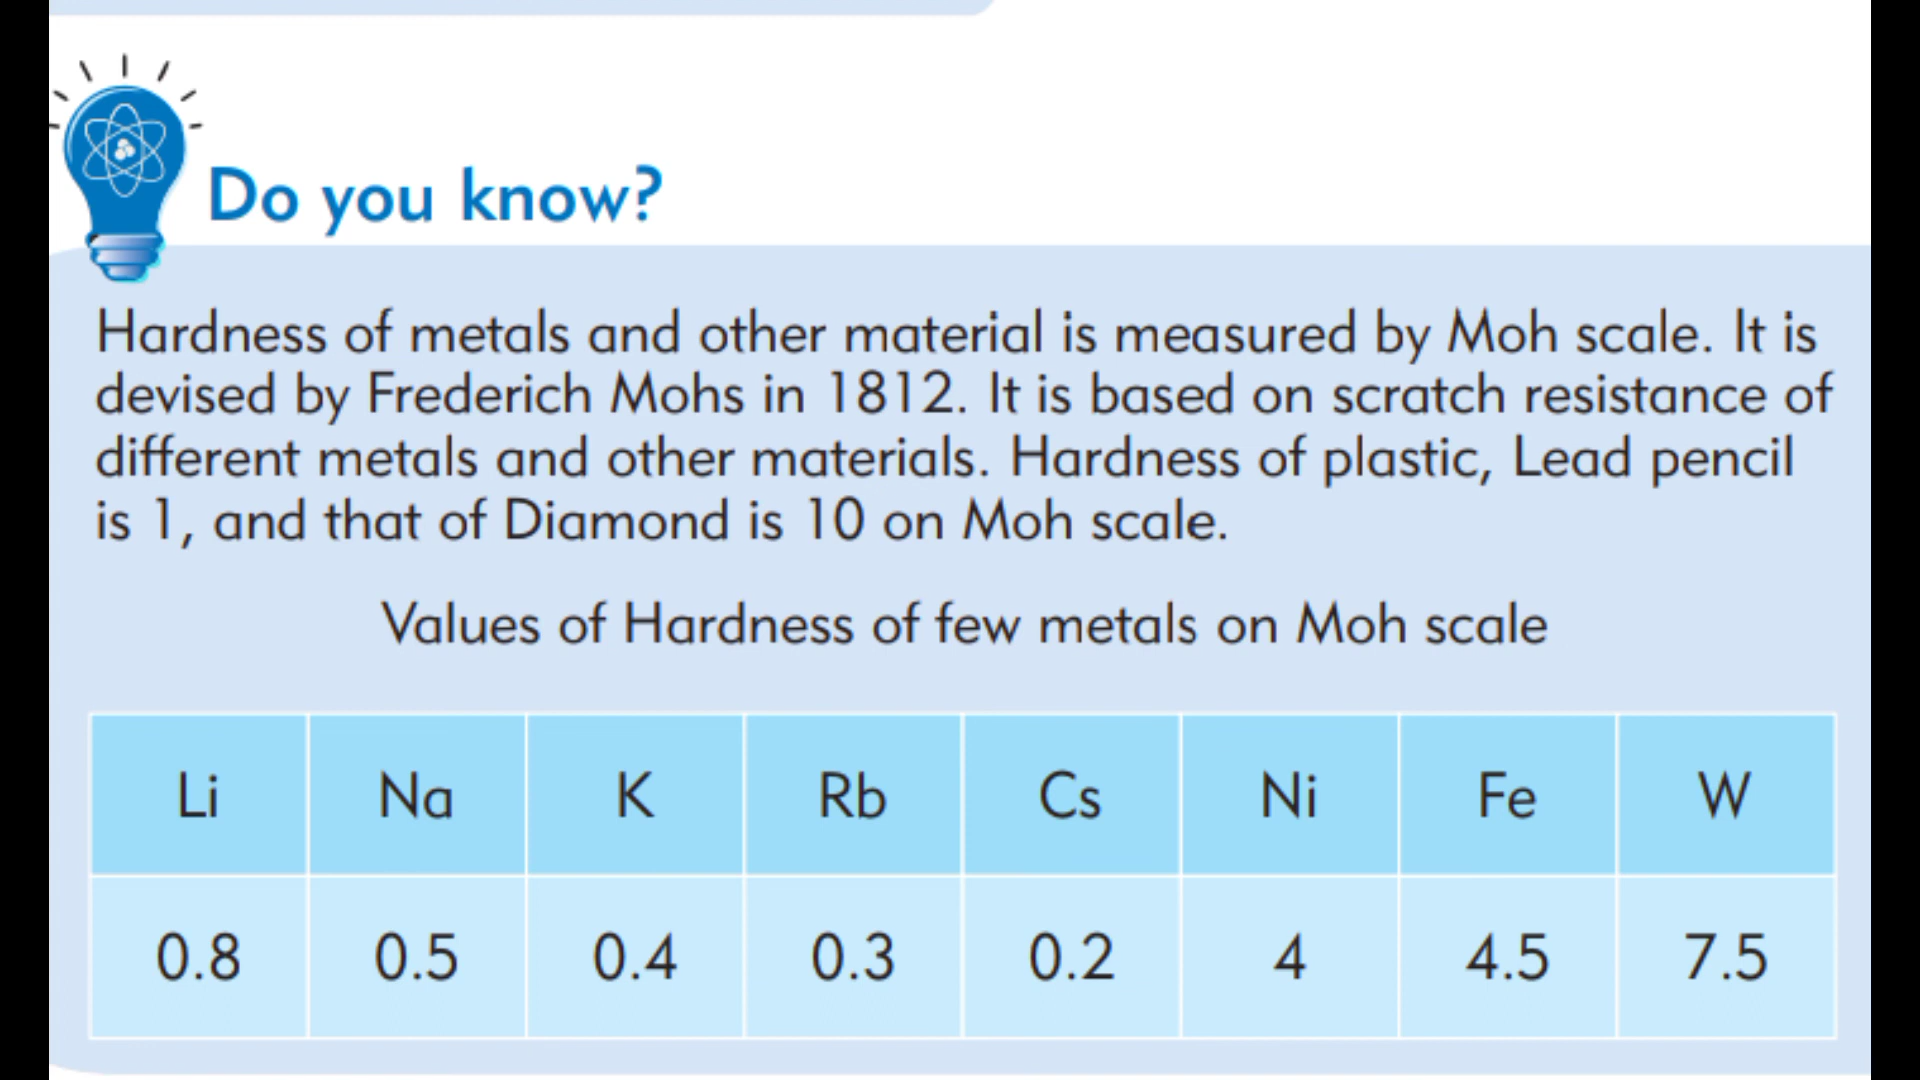 Do you know?
Hardness of metals and other material is measured by Moh scale. It is
devised by Frederich Mohs in 1812. It is based on scratch resistance of
different metals and other materials. Hardness of plastic, Lead pencil
is 1, and that of Diamond is 10 on Moh scale.
Values of Hardness of few metals on Moh scale
Li Na K Rb Cs Ni Fe W
0.8 0.5 0.4 0.3 0.2 4 4.5 7.5